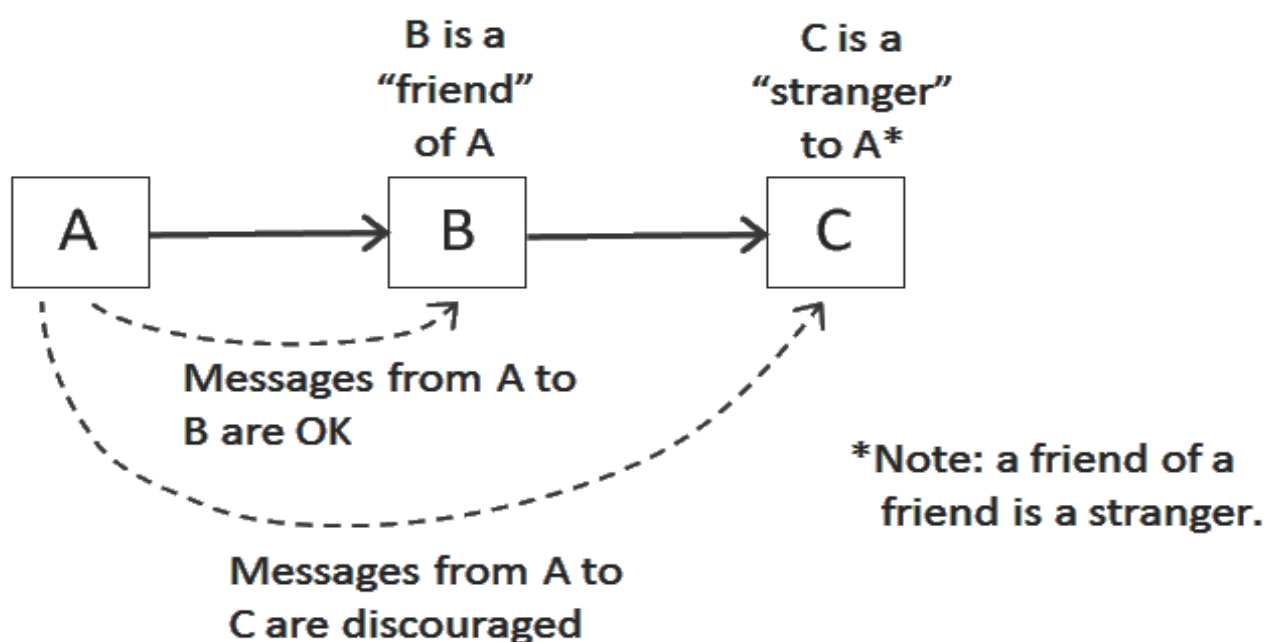 B is a
“friend”
of A
C is a
“stranger”
to A*
A
B
C
Messages from A to
B are OK
*Note: a friend of a
friend is a stranger.
Messages from A to
C are discouraged